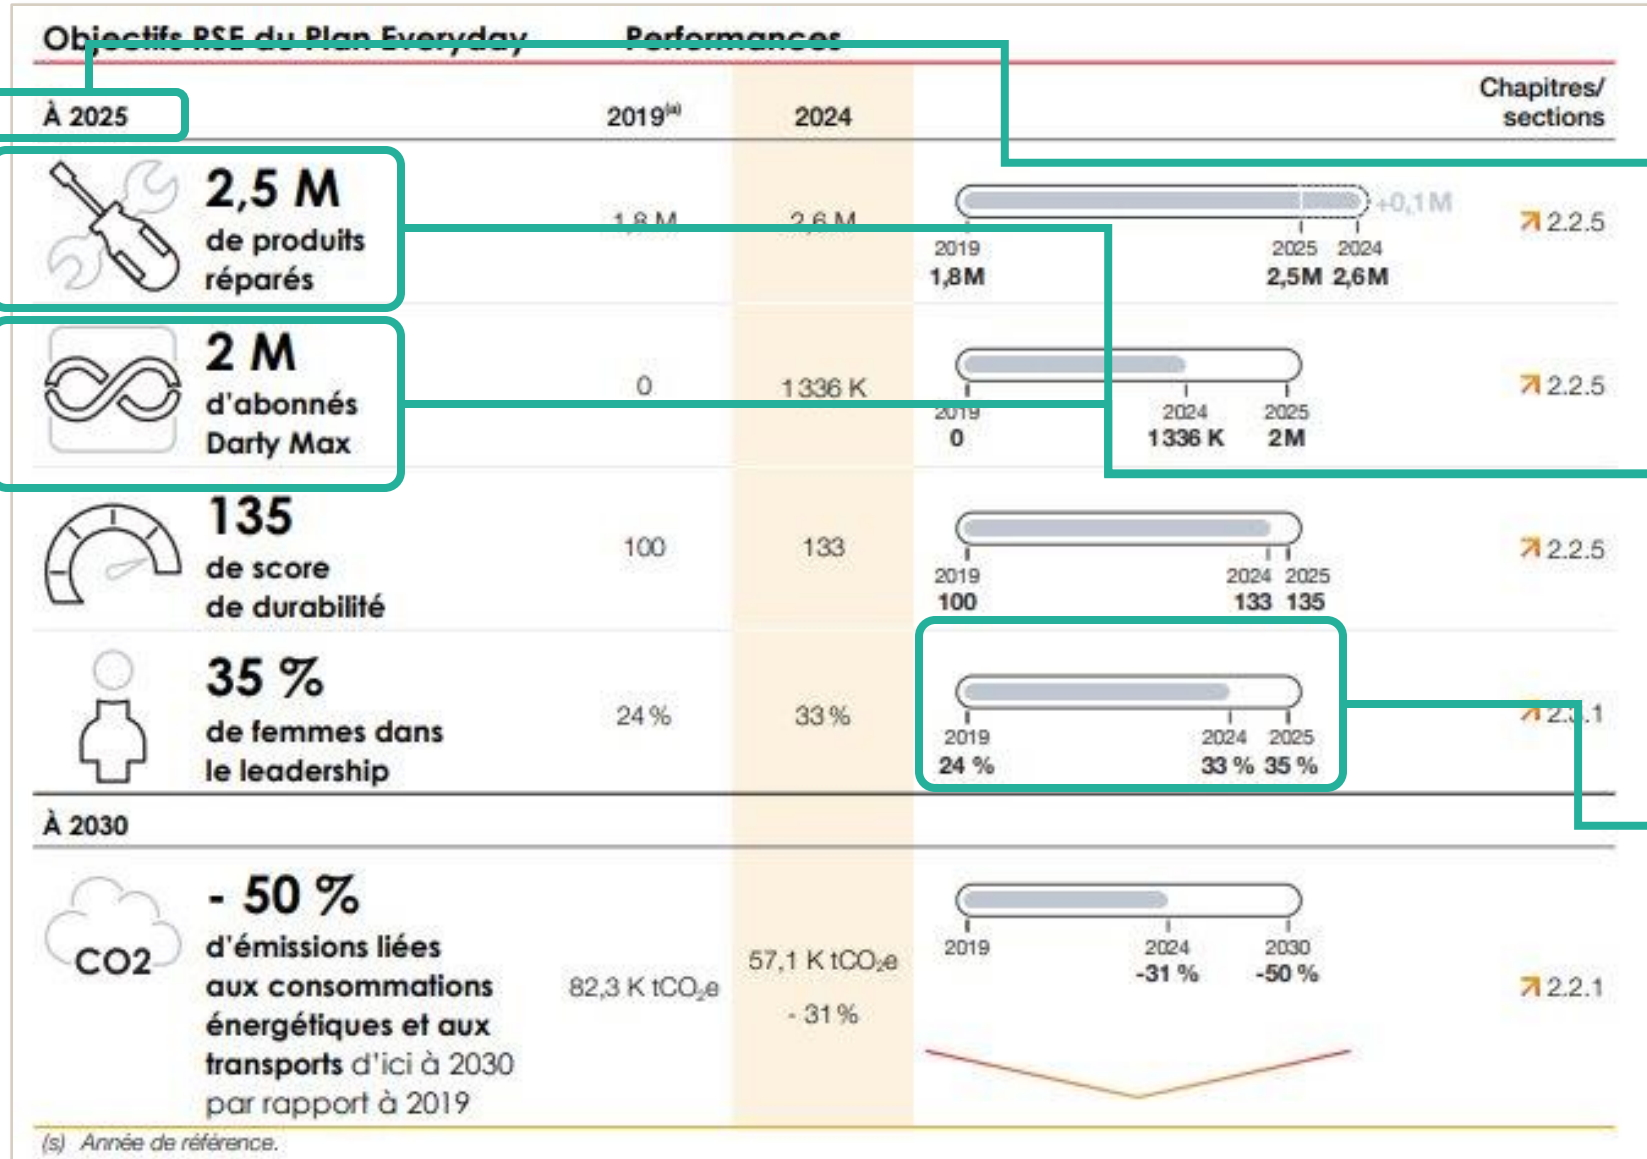 Objectifs RSE du Plan Everyday Performances
À 2025 2019(a) 2024 Chapitres/
sections
2,5 M
de produits
réparés
1,8 M 2,6 M
+0,1M
2019 2025 2024
1,8M 2,5M 2,6M
2.2.5
2 M
d'abonnés
Darty Max
0 1336 K
2019 2024 2025
0 1336 K 2M
2.2.5
135
de score
de durabilité
100 133
2019 2024 2025
100 133 135
2.2.5
35 %
de femmes dans
le leadership
24 % 33 %
2019 2024 2025
24 % 33 % 35 %
2.3.1
À 2030
CO2
- 50 %
d'émissions liées
aux consommations
énergétiques et aux
transports d'ici à 2030
par rapport à 2019
82,3 K tCO₂e
57,1 K tCO₂e
- 31 %
2019 2024 2030
-31 % -50 %
2.2.1
(s) Année de référence.